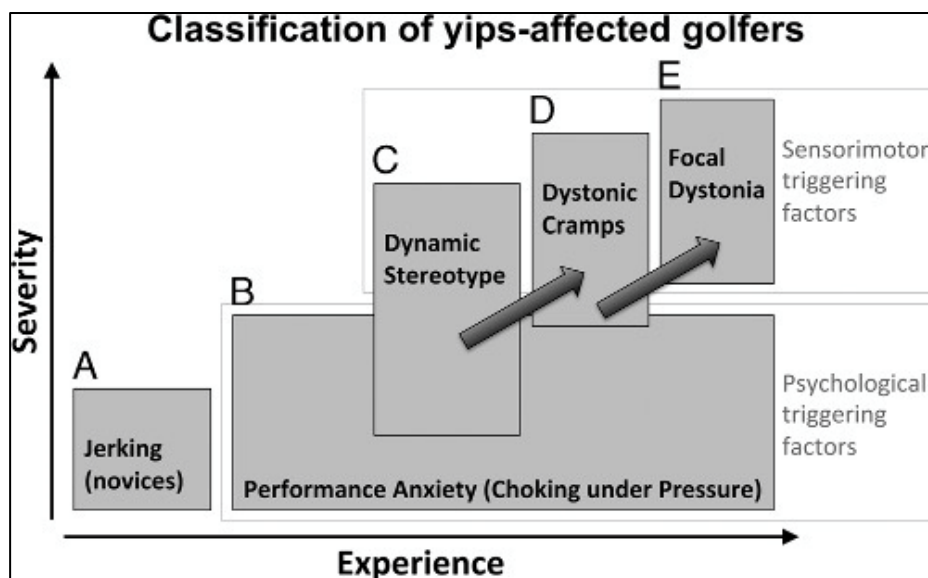 Classification of yips-affected golfers
Severity
A
Jerking
(novices)
B
Performance Anxiety (Choking under Pressure)
C
Dynamic
Stereotype
D
Dystonic
Cramps
E
Focal
Dystonia
Sensorimotor
triggering
factors
Psychological
triggering
factors
Experience